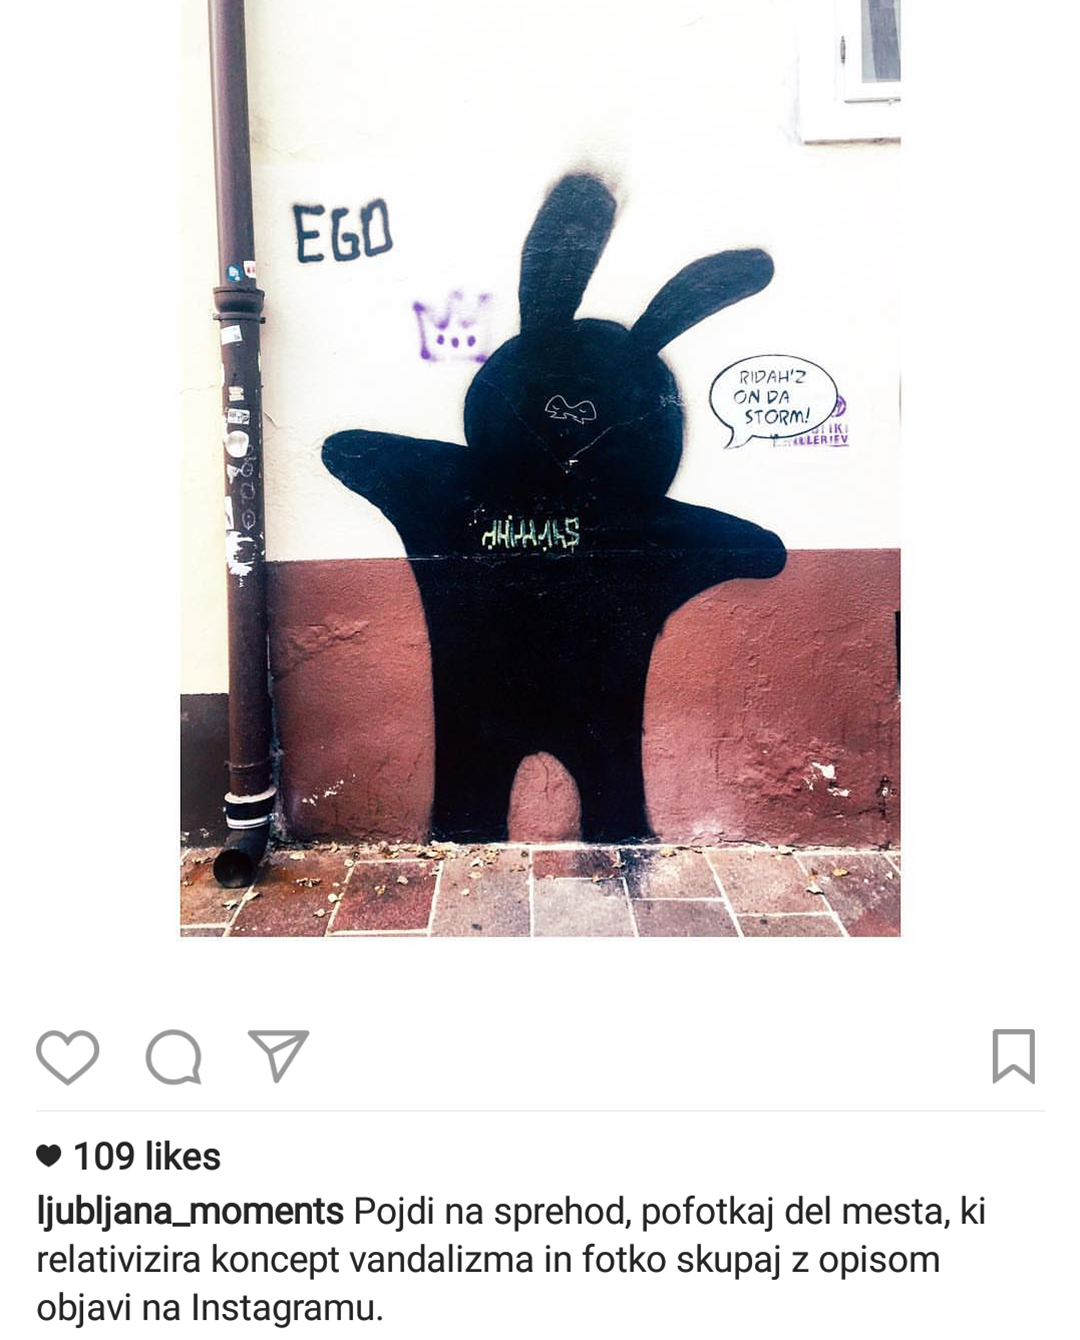 EGO
RIDAH'Z
ON DA
STORM!
109 likes
ljubljana_moments Pojdi na sprehod, pofotkaj del mesta, ki
relativizira koncept vandalizma in fotko skupaj z opisom
objavi na Instagramu.